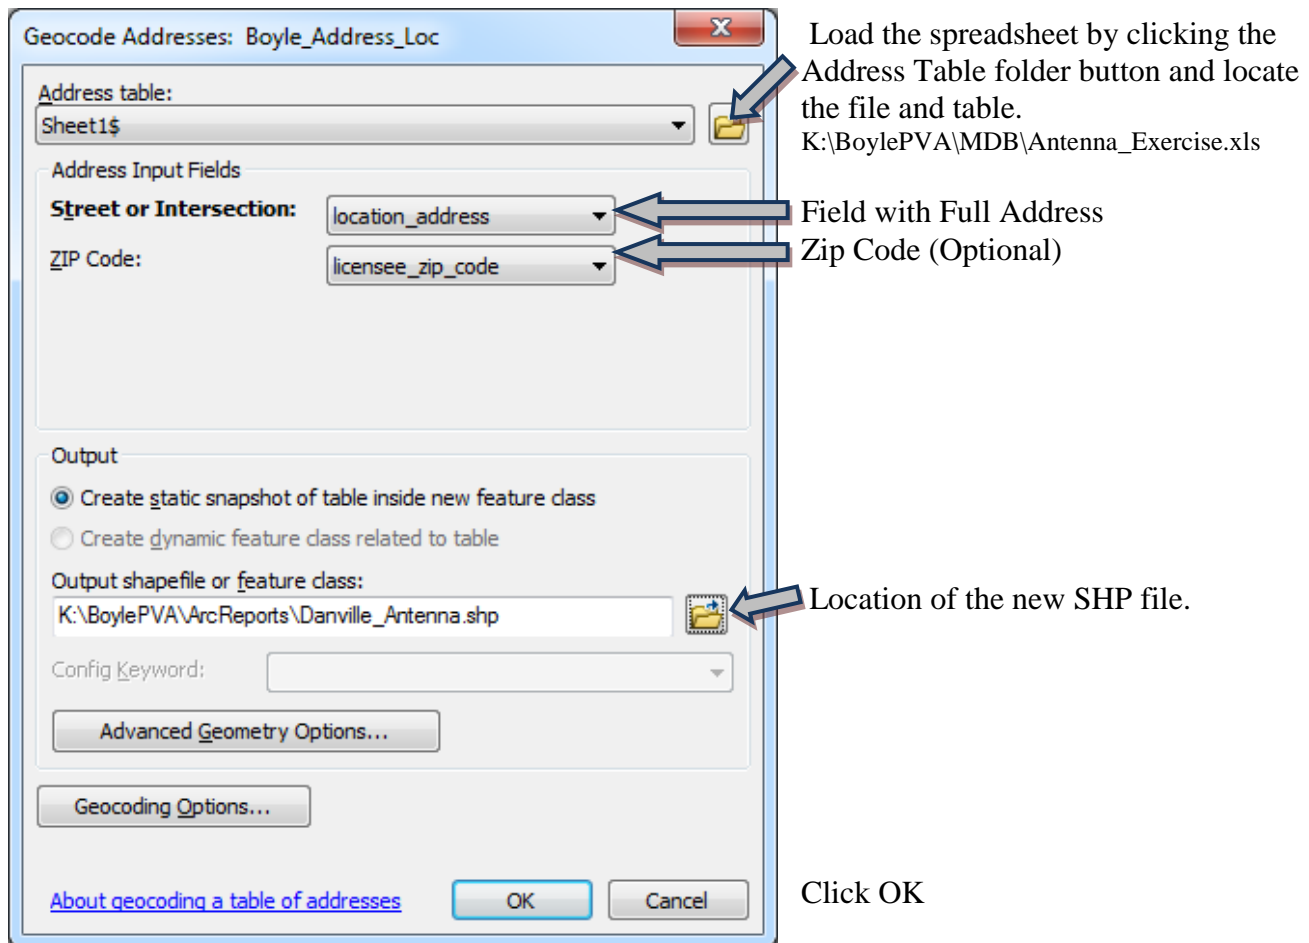 Geocode Addresses: Boyle_Address_Loc
Load the spreadsheet by clicking the
Address Table folder button and locate
the file and table.
K:\BoylePVA\MDB\Antenna_Exercise.xls
Address table:
Sheet1$
Address Input Fields
Street or Intersection:
location_address
Field with Full Address
ZIP Code:
licensee_zip_code
Zip Code (Optional)
Output
Create static snapshot of table inside new feature class
Create dynamic feature class related to table
Output shapefile or feature class:
K:\BoylePVA\ArcReports\Danville_Antenna.shp
Location of the new SHP file.
Config Keyword:
Advanced Geometry Options...
Geocoding Options...
About geocoding a table of addresses
OK
Cancel
Click OK